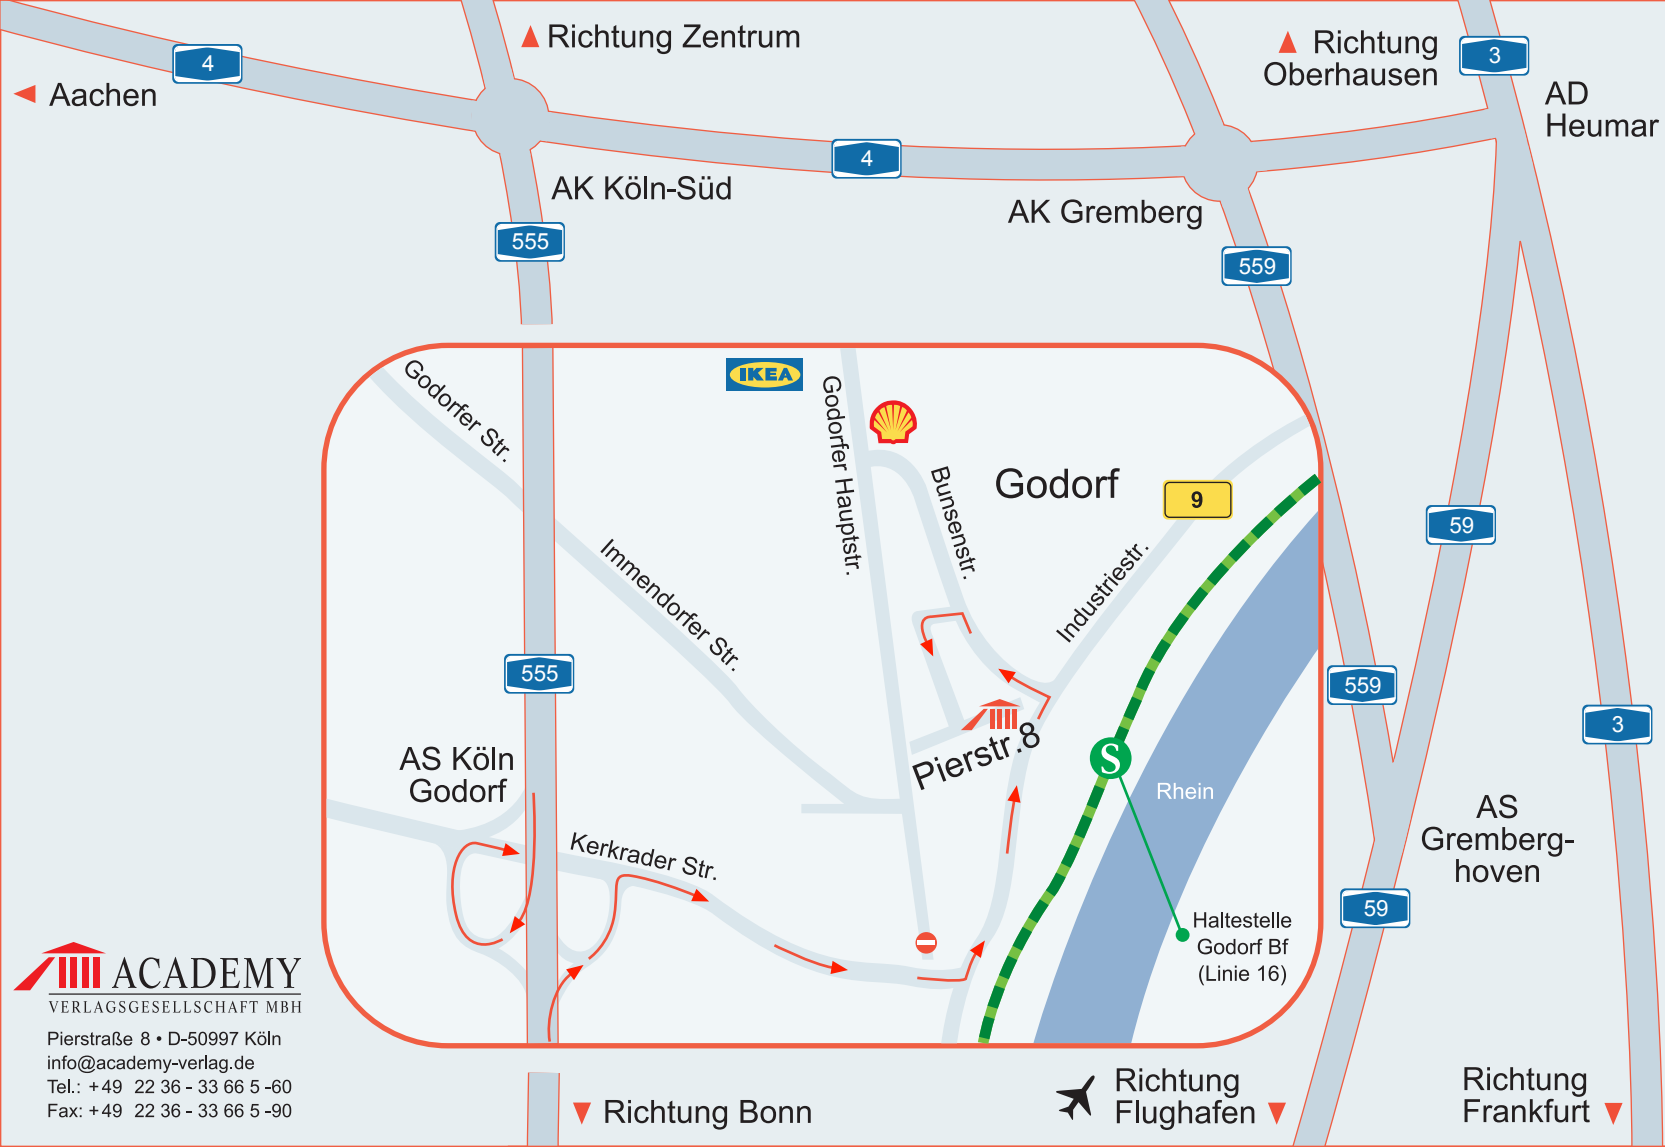 Richtung Zentrum
Richtung
Oberhausen
3
4
Aachen
AD
Heumar
4
AK Köln-Süd
AK Gremberg
555
559
IKEA
Godorfer Str.
Godorfer Hauptstr.
Bunsenstr.
Godorf
9
59
Immendorfer Str.
Industriestr.
555
559
3
Pierstr.8
AS Köln
Godorf
S
Rhein
AS
Gremberg-
hoven
Kerkrader Str.
59
Haltestelle
Godorf Bf
(Linie 16)
ACADEMY
VERLAGSGESELLSCHAFT MBH
Pierstraße 8 • D-50997 Köln
info@academy-verlag.de
Tel.: +49 22 36 - 33 66 5 -60
Fax: +49 22 36 - 33 66 5 -90
Richtung Bonn
Richtung
Flughafen
Richtung
Frankfurt